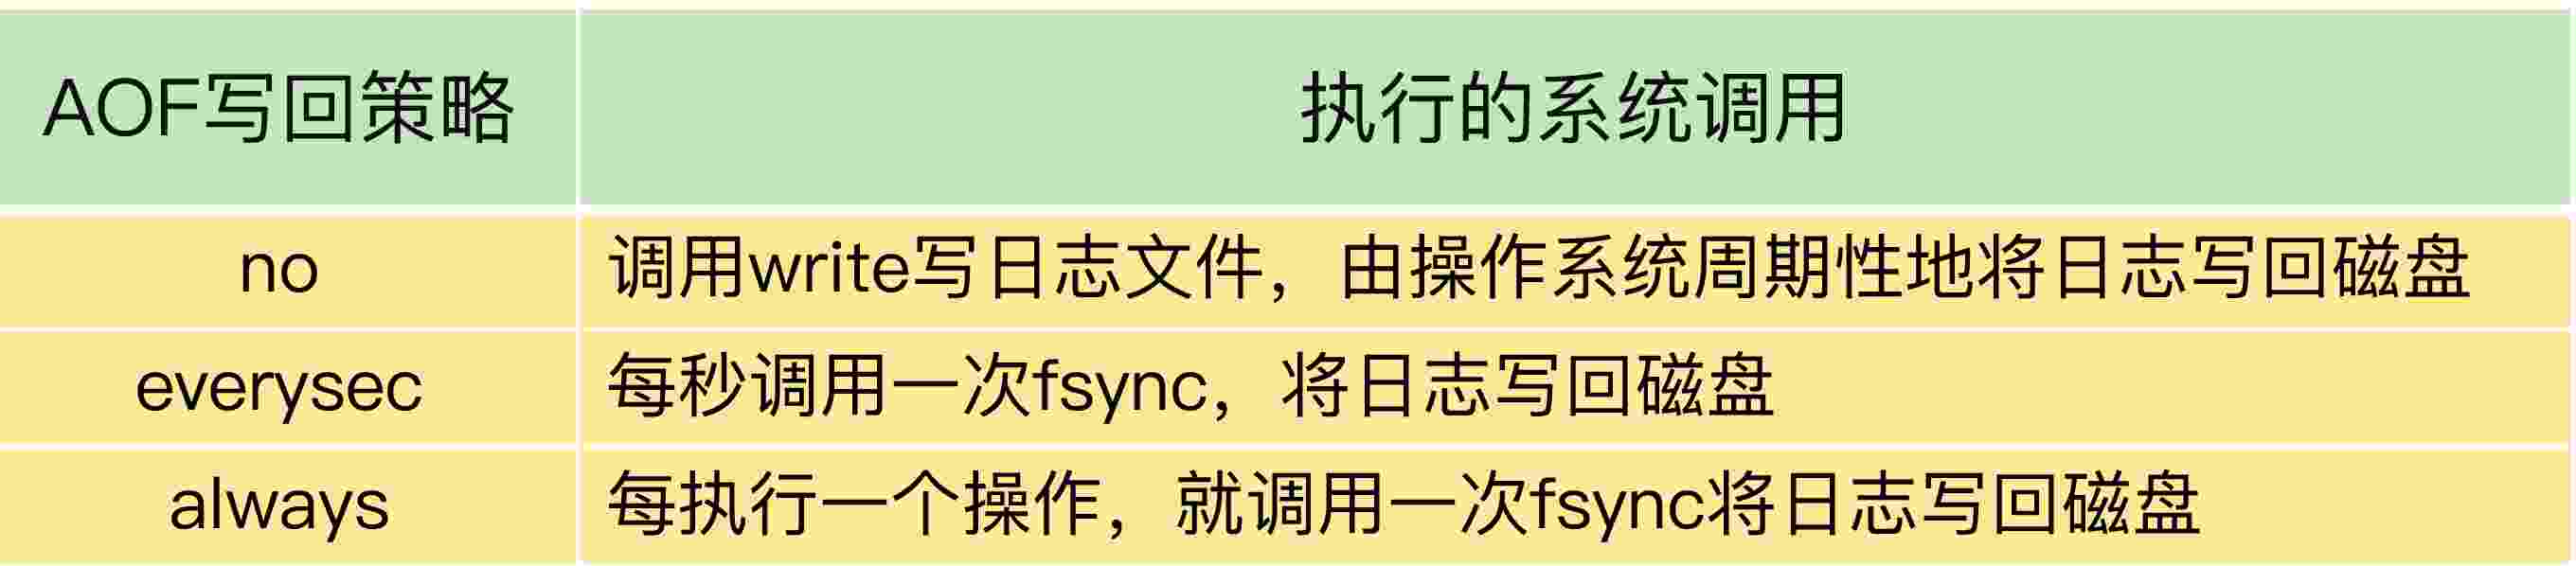 AOF写回策略 执行的系统调用
no 调用write写日志文件，由操作系统周期性地将日志写回磁盘
everysec 每秒调用一次fsync，将日志写回磁盘
always 每执行一个操作，就调用一次fsync将日志写回磁盘